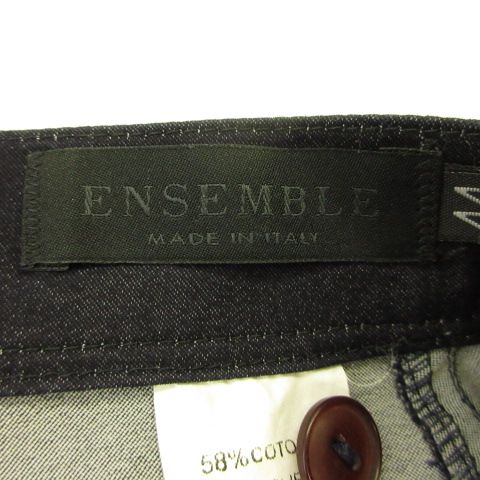 ENSEMBLE
MADE IN ITALY
58% COTO